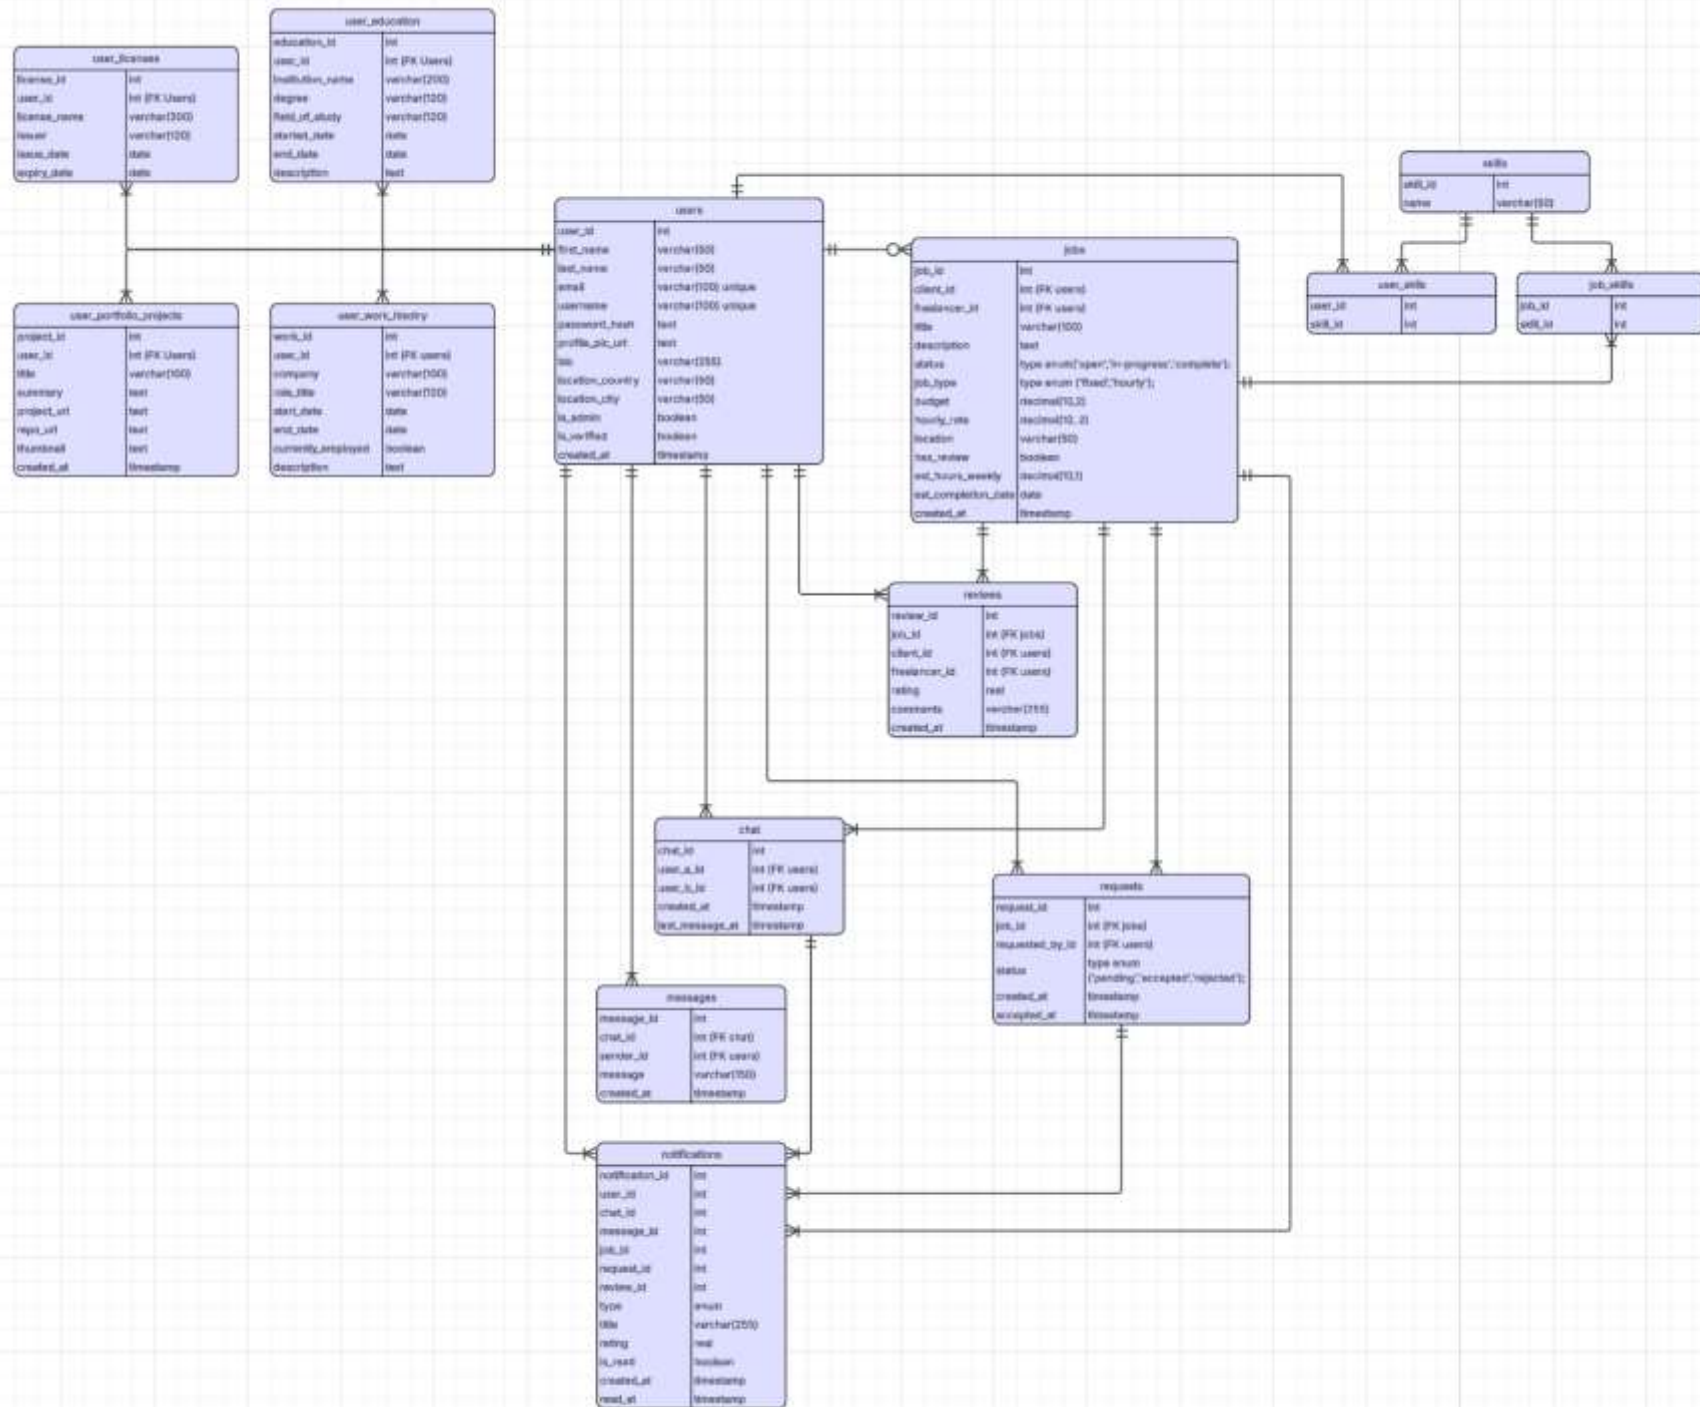 user_education
education_id int
user_id int (FK Users)
institution_name varchar(200)
degree varchar(120)
field_of_study varchar(120)
started_date date
end_date date
description text
user_licenses
license_id int
user_id int (FK Users)
license_name varchar(300)
issuer varchar(120)
issue_date date
expiry_date date
skills
skill_id int
name varchar(50)
users
user_id int
first_name varchar(50)
last_name varchar(50)
email varchar(100) unique
username varchar(100) unique
password_hash text
profile_pic_url text
bio varchar(255)
location_country varchar(90)
location_city varchar(50)
is_admin boolean
is_verified boolean
created_at timestamp
jobs
job_id int
client_id int (FK users)
freelancer_id int (FK users)
title varchar(100)
description text
status type enum('open','in-progress','complete');
job_type type enum ('fixed','hourly');
budget decimal(10,2)
hourly_rate decimal(10, 2)
location varchar(50)
has_review boolean
est_hours_weekly decimal(10,1)
est_completion_date date
created_at timestamp
user_skills
user_id int
skill_id int
job_skills
job_id int
skill_id int
user_portfolio_projects
project_id int
user_id int (FK Users)
title varchar(100)
summary text
project_url text
repo_url text
thumbnail text
created_at timestamp
work_id int
user_id int (FK users)
company varchar(100)
role_title varchar(120)
start_date date
end_date date
currently_employed boolean
description text
reviews
review_id int
job_id int (FK jobs)
client_id int (FK users)
freelancer_id int (FK users)
rating real
comments varchar(255)
created_at timestamp
chat
chat_id int
user_a_id int (FK users)
user_b_id int (FK users)
created_at timestamp
last_message_at timestamp
requests
request_id int
job_id int (FK jobs)
requested_by_id int (FK users)
status type enum
('pending','accepted','rejected');
created_at timestamp
accepted_at timestamp
messages
message_id int
chat_id int (FK chat)
sender_id int (FK users)
message varchar(150)
created_at timestamp
notifications
notification_id int
user_id int
chat_id int
message_id int
job_id int
request_id int
review_id int
type enum
title varchar(255)
rating real
is_read boolean
created_at timestamp
read_at timestamp